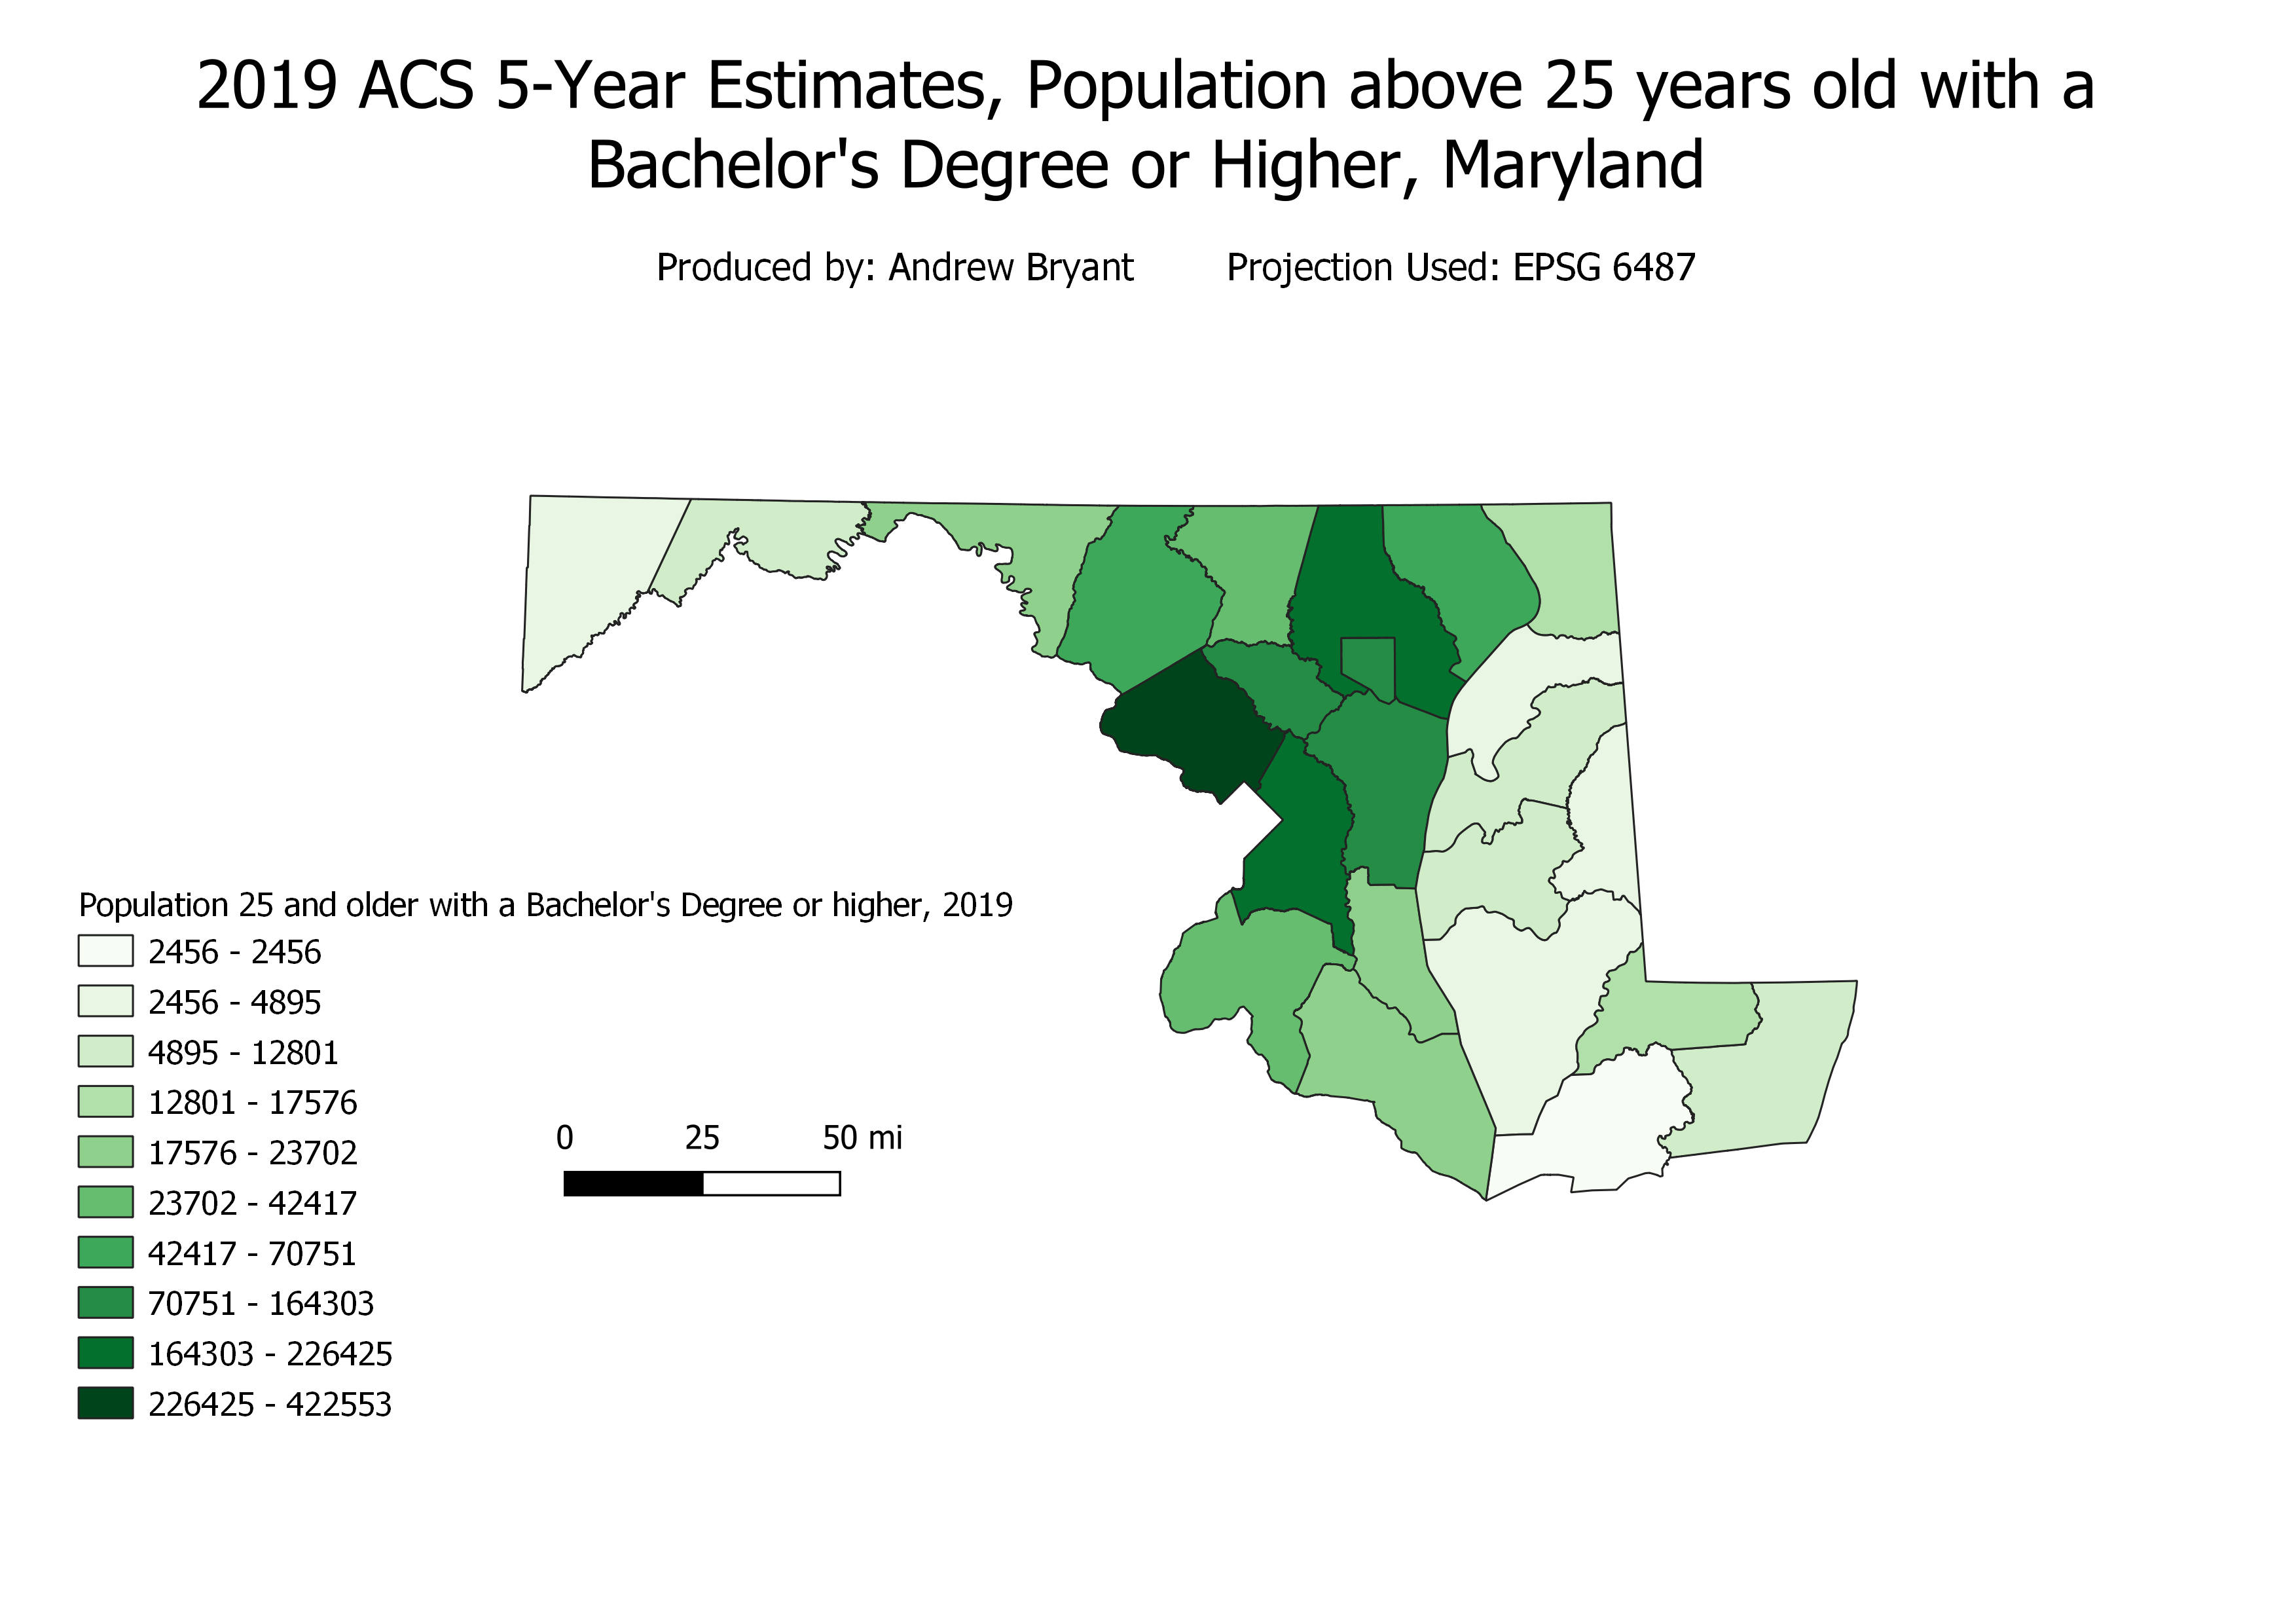 2019 ACS 5-Year Estimates, Population above 25 years old with a
Bachelor's Degree or Higher, Maryland
Produced by: Andrew Bryant Projection Used: EPSG 6487
Population 25 and older with a Bachelor's Degree or higher, 2019
2456 - 2456
2456 - 4895
4895 - 12801
12801 - 17576
17576 - 23702
23702 - 42417
42417 - 70751
70751 - 164303
164303 - 226425
226425 - 422553
0 25 50 mi